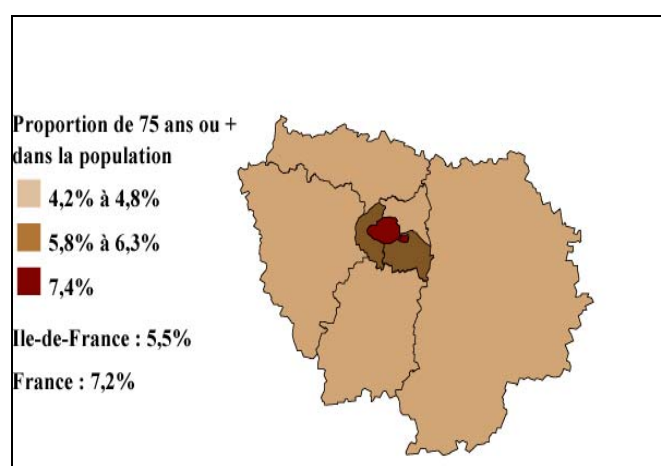 Proportion de 75 ans ou +
dans la population
4,2% à 4,8%
5,8% à 6,3%
7,4%
Ile-de-France : 5,5%
France : 7,2%